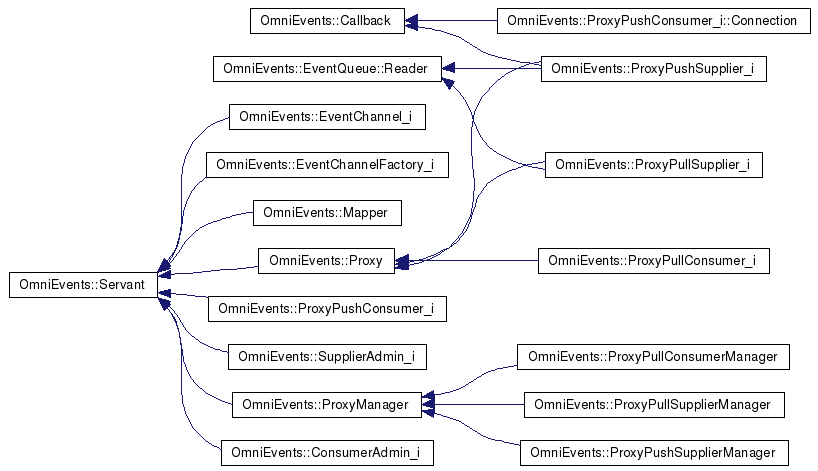 OmniEvents::Callback
OmniEvents::ProxyPushConsumer_i::Connection
OmniEvents::EventQueue::Reader
OmniEvents::ProxyPushSupplier_i
OmniEvents::EventChannel_i
OmniEvents::EventChannelFactory_i
OmniEvents::ProxyPullSupplier_i
OmniEvents::Mapper
OmniEvents::Proxy
OmniEvents::ProxyPullConsumer_i
OmniEvents::Servant
OmniEvents::ProxyPushConsumer_i
OmniEvents::SupplierAdmin_i
OmniEvents::ProxyPullConsumerManager
OmniEvents::ProxyManager
OmniEvents::ProxyPullSupplierManager
OmniEvents::ConsumerAdmin_i
OmniEvents::ProxyPushSupplierManager